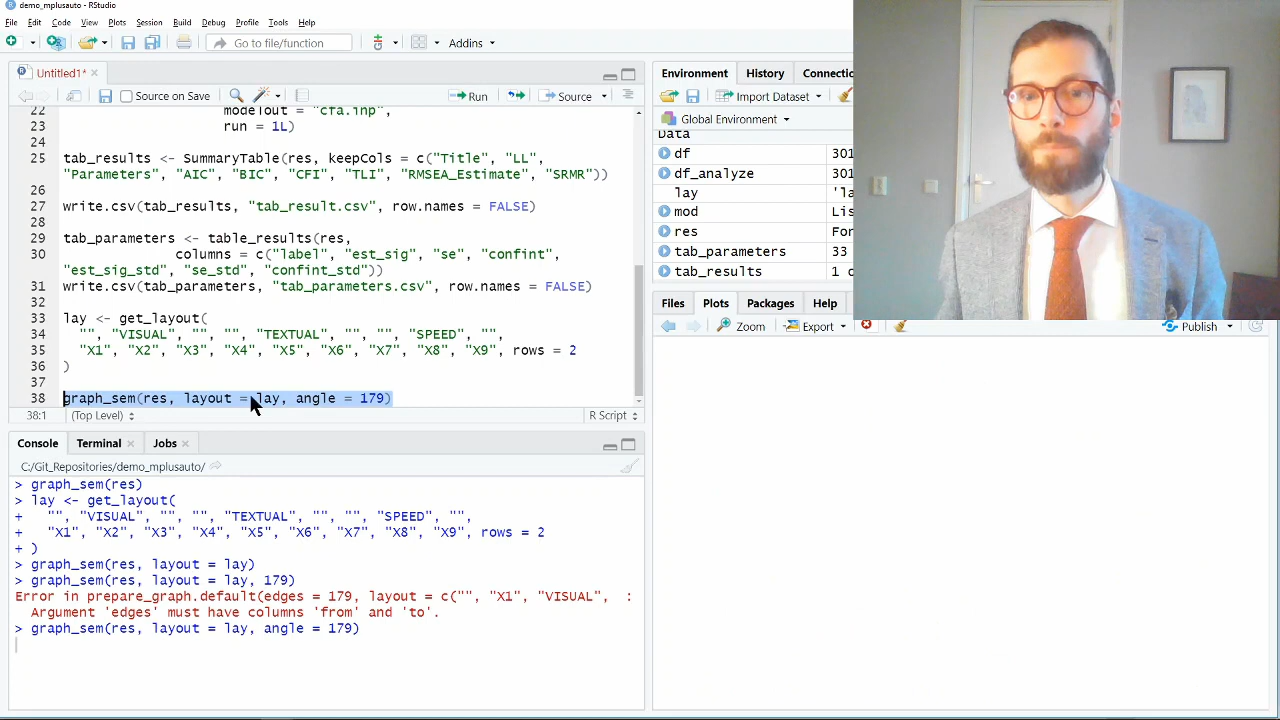 demo_mplusauto - RStudio
File Edit Code View Plots Session Build Debug Profile Tools Help
Go to file/function
Addins
Untitled1*
Source on Save
Run
Source
22 modelout = "cfa.inp",
23 run = 1L)
24
25 tab_results <- SummaryTable(res, keepCols = c("Title", "LL",
"Parameters", "AIC", "BIC", "CFI", "TLI", "RMSEA_Estimate", "SRMR"))
26
27 write.csv(tab_results, "tab_result.csv", row.names = FALSE)
28
29 tab_parameters <- table_results(res,
30 columns = c("label", "est_sig", "se", "confint",
"est_sig_std", "se_std", "confint_std"))
31 write.csv(tab_parameters, "tab_parameters.csv", row.names = FALSE)
32
33 lay <- get_layout(
34 "", "VISUAL", "", "", "TEXTUAL", "", "", "SPEED", "",
35 "X1", "X2", "X3", "X4", "X5", "X6", "X7", "X8", "X9", rows = 2
36 )
37
38 graph_sem(res, layout = lay, angle = 179)
38:1 (Top Level) R Script
Console Terminal Jobs
C:/Git_Repositories/demo_mplusauto/
> graph_sem(res)
> lay <- get_layout(
+ "", "VISUAL", "", "", "TEXTUAL", "", "", "SPEED", "",
+ "X1", "X2", "X3", "X4", "X5", "X6", "X7", "X8", "X9", rows = 2
+ )
> graph_sem(res, layout = lay)
> graph_sem(res, layout = lay, 179)
Error in prepare_graph.default(edges = 179, layout = c("", "X1", "VISUAL", :
Argument 'edges' must have columns 'from' and 'to'.
> graph_sem(res, layout = lay, angle = 179)
Environment History Connectio
Import Dataset
Global Environment
Data
df 301
df_analyze 301
lay 'la
mod Lis
res For
tab_parameters 33
tab_results 1
Files Plots Packages Help
Zoom Export Publish